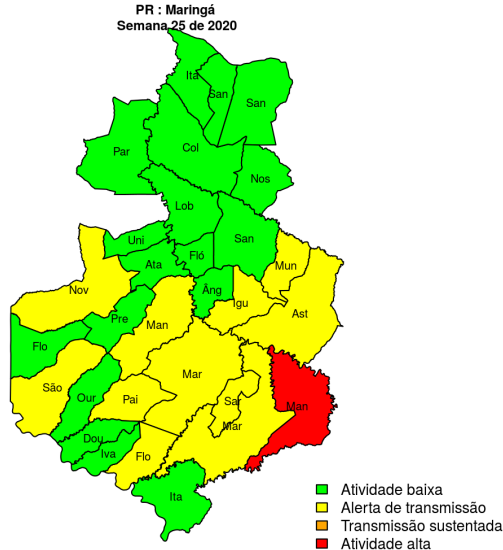 PR : Maringá
Semana 25 de 2020
Ita
San
San
Par
Col
Nos
Lob
Uni
San
Fló
Ata
Mun
Nov
Âng
Igu
Ast
Pre
Man
Flo
Mar
São
Our
Pai
Sar
Man
Mar
Dou
Iva
Flo
Ita
Atividade baixa
Alerta de transmissão
Transmissão sustentada
Atividade alta